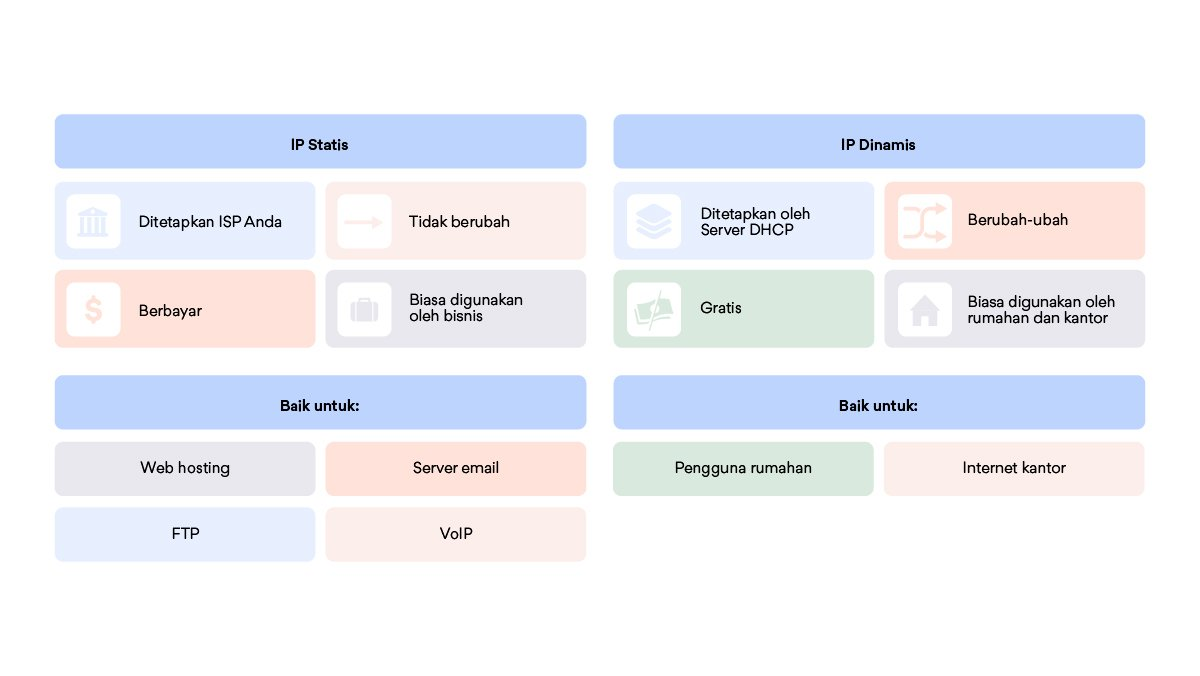 IP Statis
Ditetapkan ISP Anda
Tidak berubah
Berbayar
Biasa digunakan
oleh bisnis
Baik untuk:
Web hosting
Server email
FTP
VoIP
IP Dinamis
Ditetapkan oleh
Server DHCP
Berubah-ubah
Gratis
Biasa digunakan oleh
rumahan dan kantor
Baik untuk:
Pengguna rumahan
Internet kantor